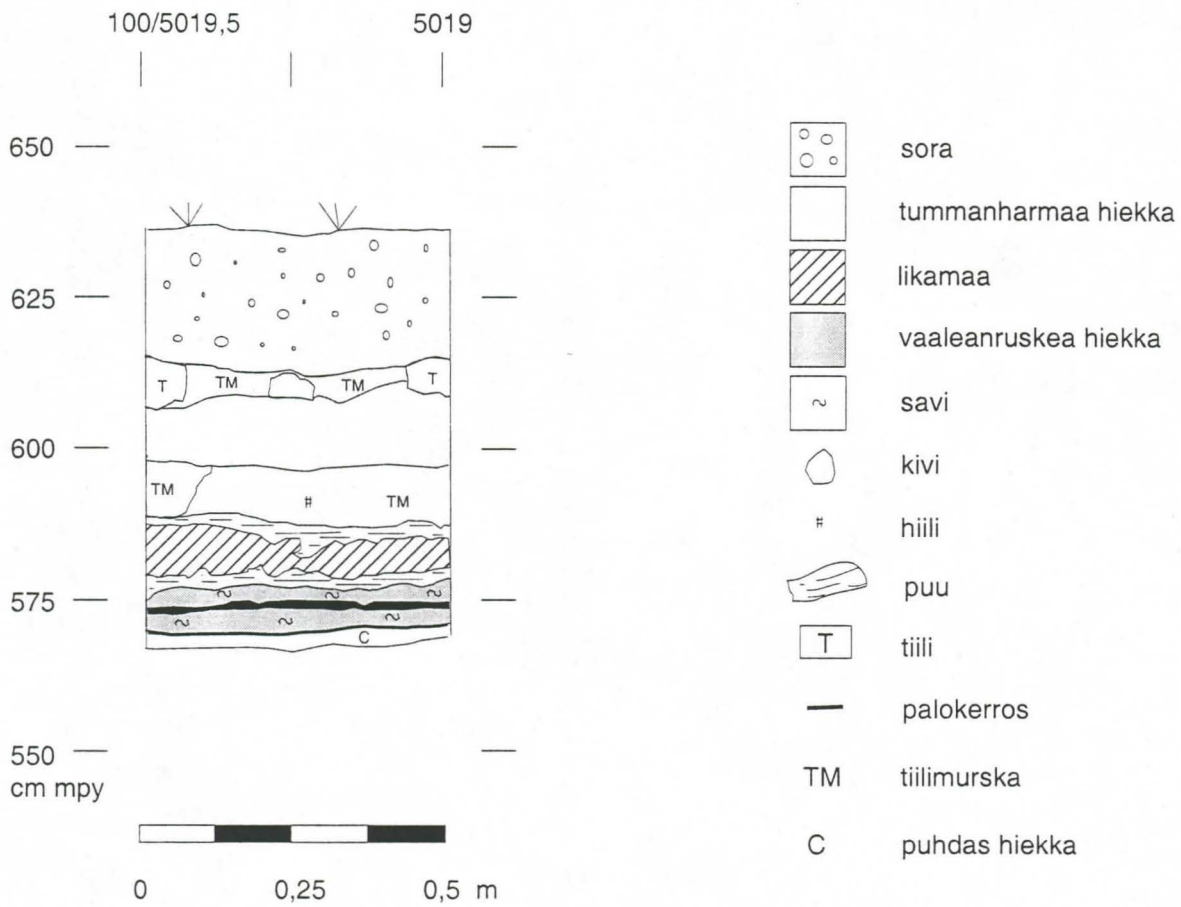 100/5019,5 5019
650
625
600
575
550
cm mpy
T TM TM T
TM # TM
~ ~ ~
~ ~ ~
C
0 0,25 0,5 m
sora
tummanharmaa hiekka
likamaa
vaaleanruskea hiekka
~ savi
kivi
# hiili
puu
T tiili
palokerros
TM tiilimurska
C puhdas hiekka